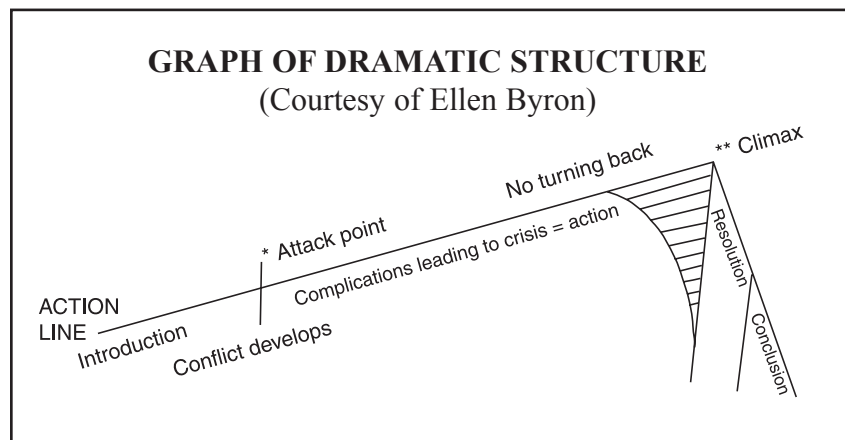 GRAPH OF DRAMATIC STRUCTURE
(Courtesy of Ellen Byron)
** Climax
No turning back
* Attack point
Complications leading to crisis = action
Resolution
ACTION
LINE
Introduction
Conflict develops
Conclusion